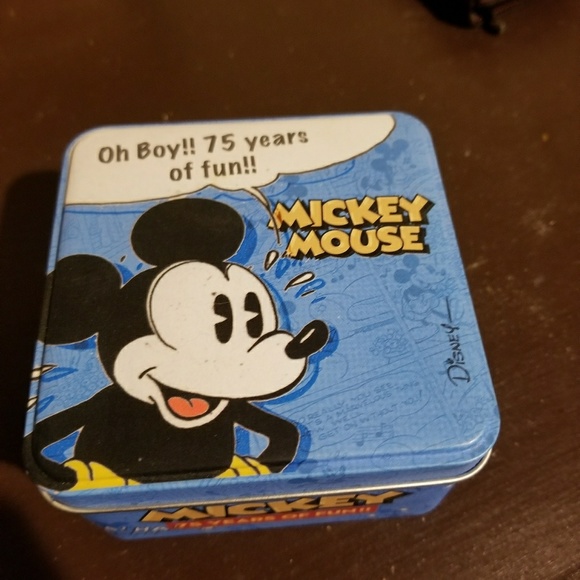 Oh Boy!! 75 years
of fun!!
MICKEY
MOUSE
DISNEY
MICKEY
75 YEARS OF FUN!!